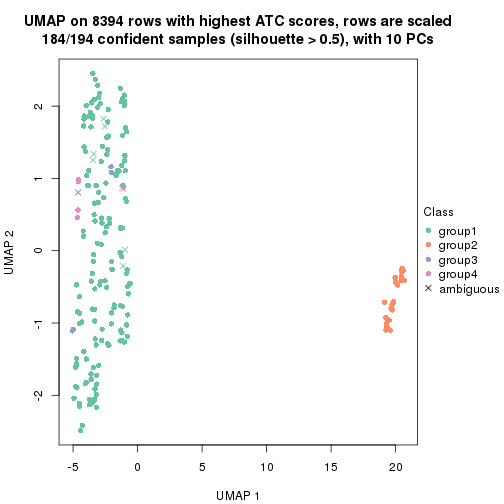 UMAP on 8394 rows with highest ATC scores, rows are scaled
184/194 confident samples (silhouette > 0.5), with 10 PCs
2
1
0
-1
-2
UMAP 2
-5
0
5
10
15
20
UMAP 1
Class
group1
group2
group3
group4
ambiguous